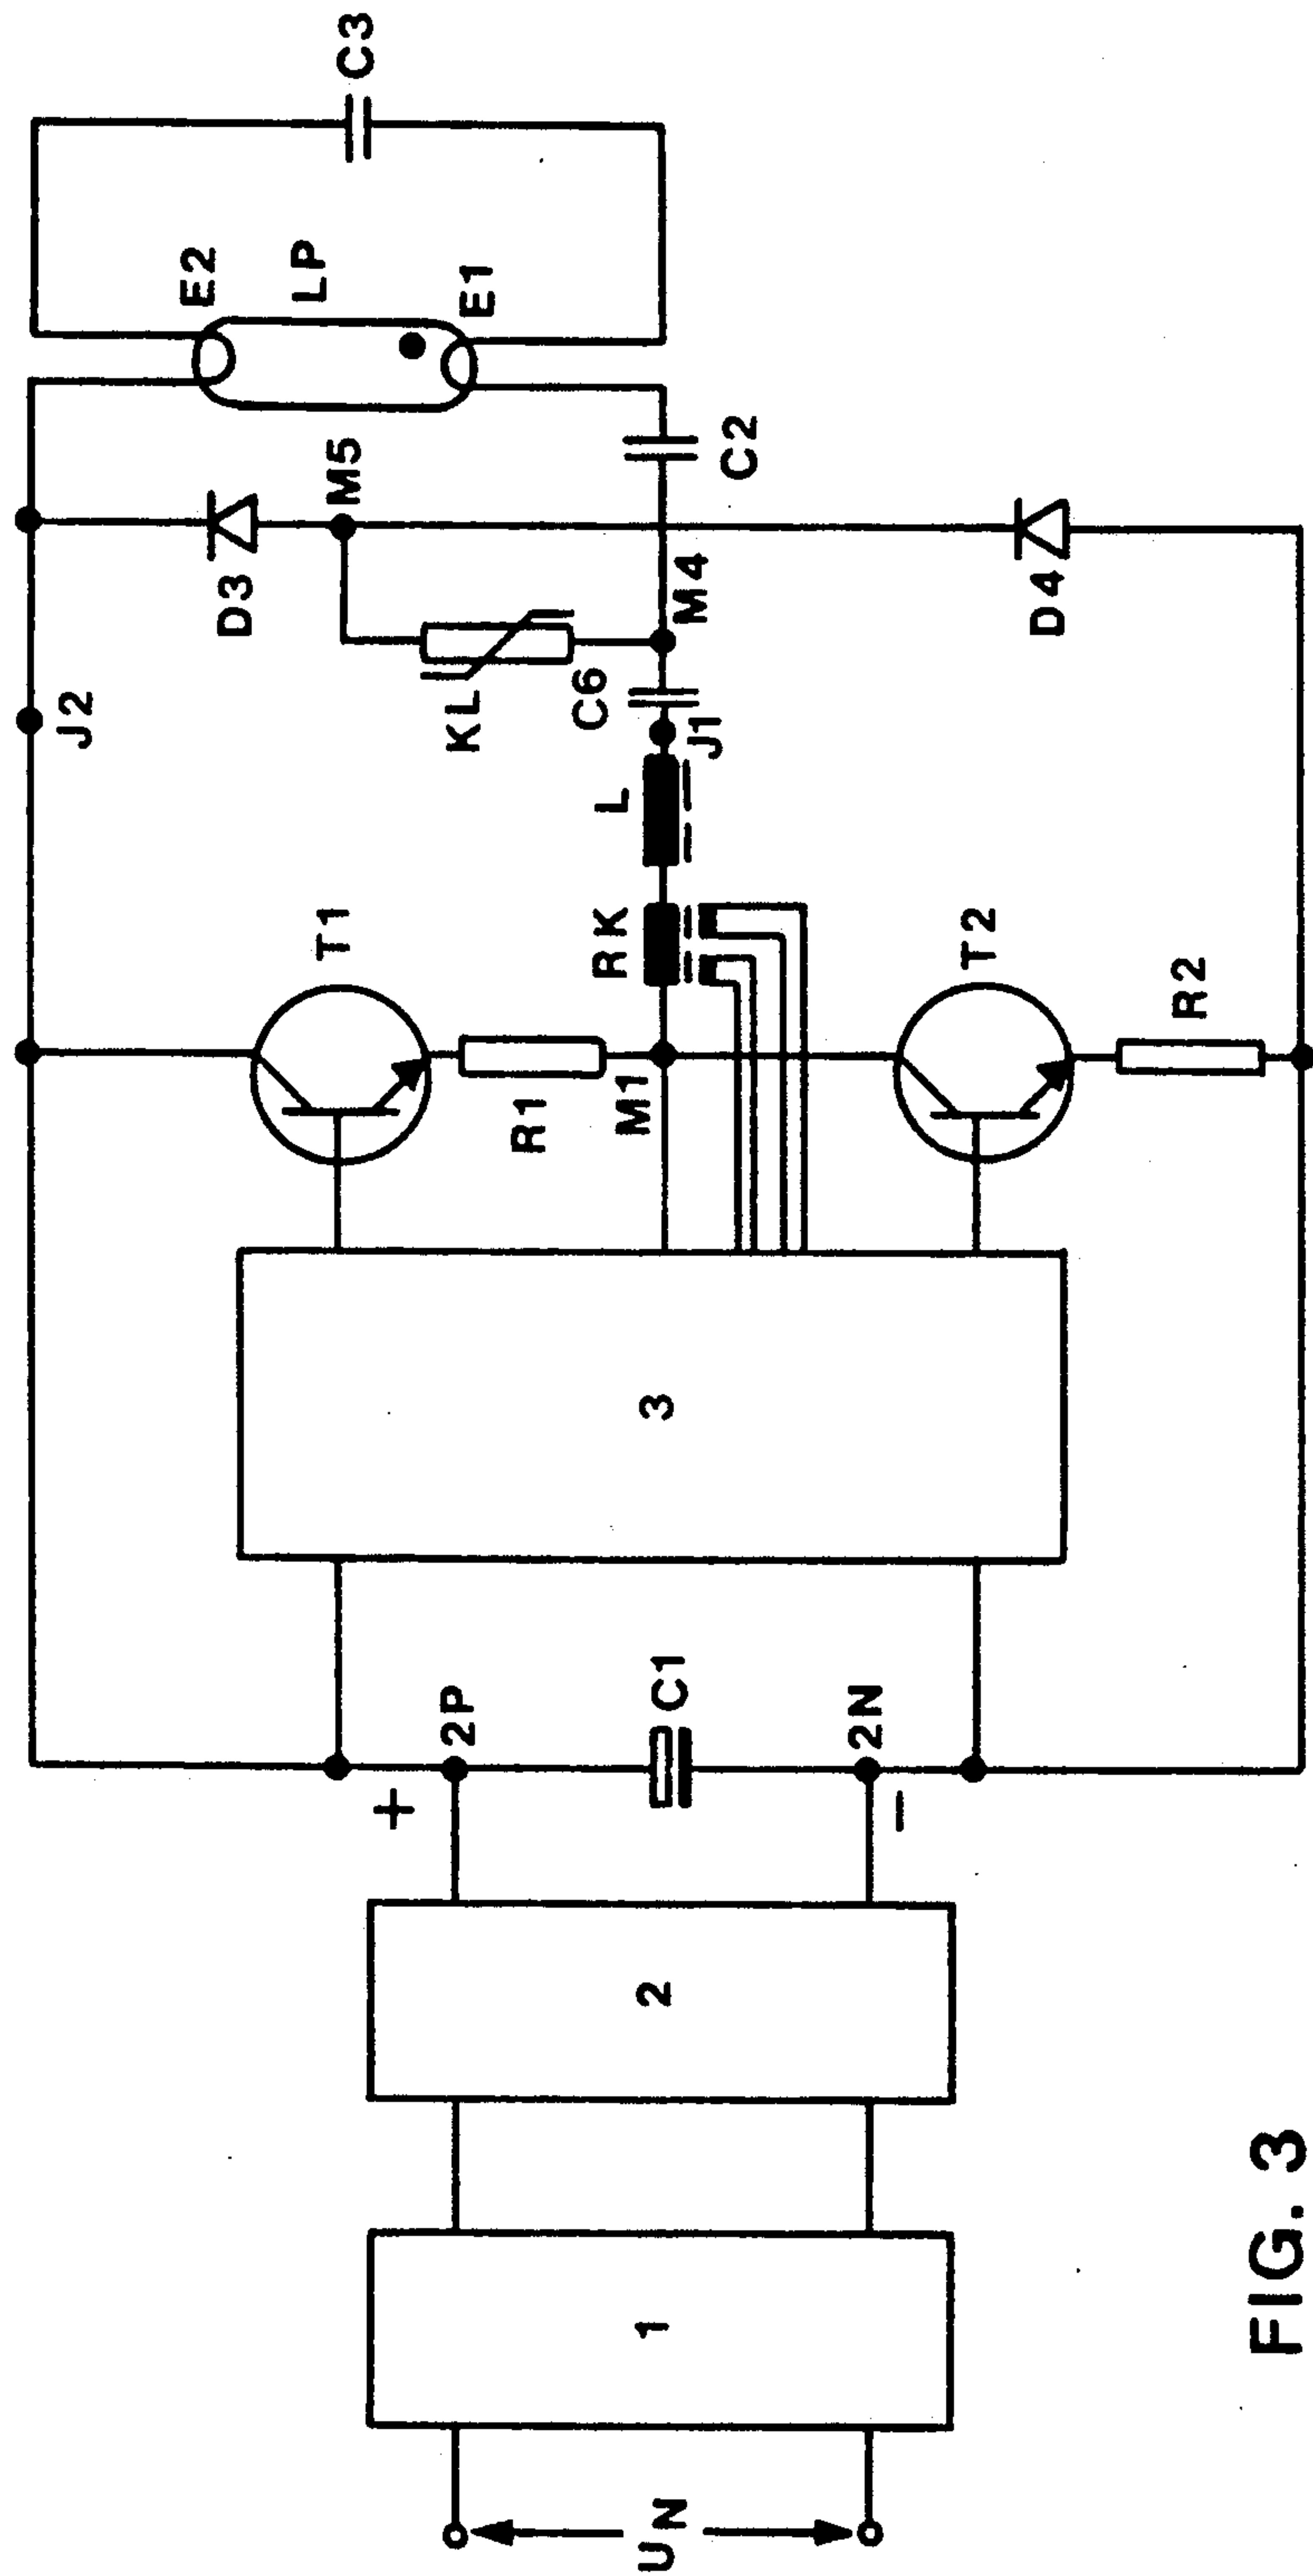 C3
E2
LP
E1
M5
C2
D3
M4
D4
KL
C6
J2
J1
L
T1
RK
T2
R1
M1
R2
3
+
2P
C1
2N
−
2
1
UN
FIG. 3